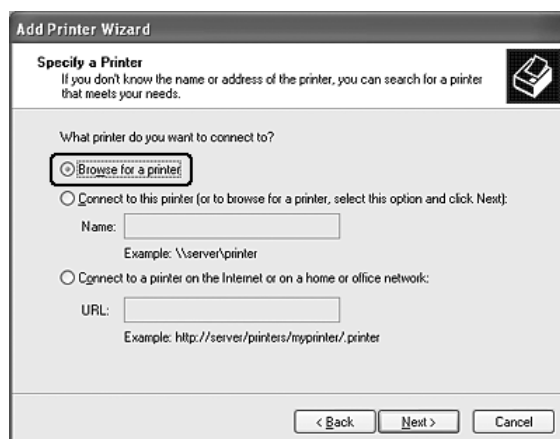 Add Printer Wizard
Specify a Printer
If you don't know the name or address of the printer, you can search for a printer
that meets your needs.
What printer do you want to connect to?
Browse for a printer
Connect to this printer (or to browse for a printer, select this option and click Next):
Name:
Example: \\server\printer
Connect to a printer on the Internet or on a home or office network:
URL:
Example: http://server/printers/myprinter/.printer
< Back Next > Cancel